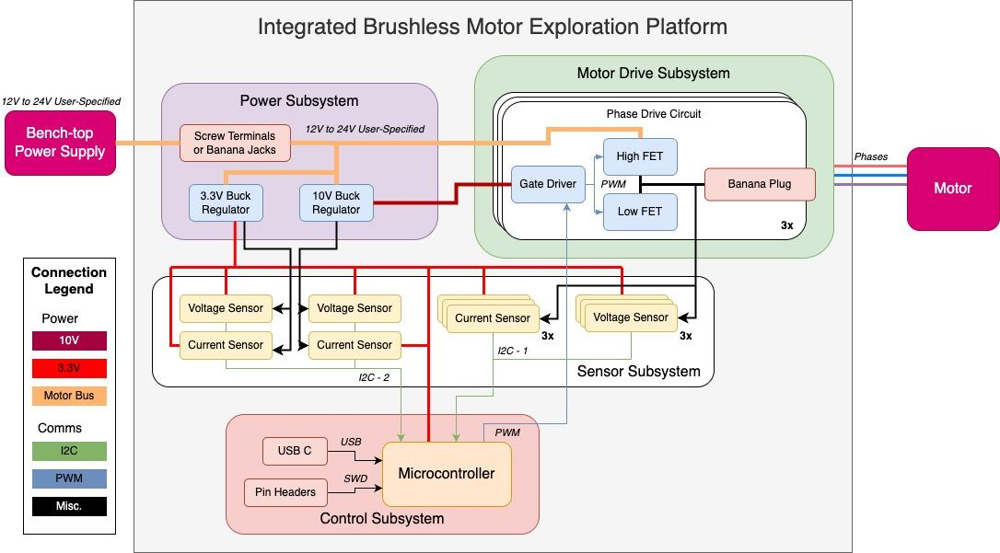 Integrated Brushless Motor Exploration Platform
12V to 24V User-Specified
Bench-top
Power Supply
Power Subsystem
Screw Terminals
or Banana Jacks
12V to 24V User-Specified
3.3V Buck
Regulator
10V Buck
Regulator
Motor Drive Subsystem
Phase Drive Circuit
Gate Driver
PWM
High FET
Low FET
Banana Plug
3x
Phases
Motor
Connection
Legend
Power
10V
3.3V
Motor Bus
Comms
I2C
PWM
Misc.
Voltage Sensor
Current Sensor
Voltage Sensor
Current Sensor
Current Sensor
3x
Voltage Sensor
3x
I2C - 1
I2C - 2
Sensor Subsystem
PWM
USB C
USB
Pin Headers
SWD
Microcontroller
Control Subsystem